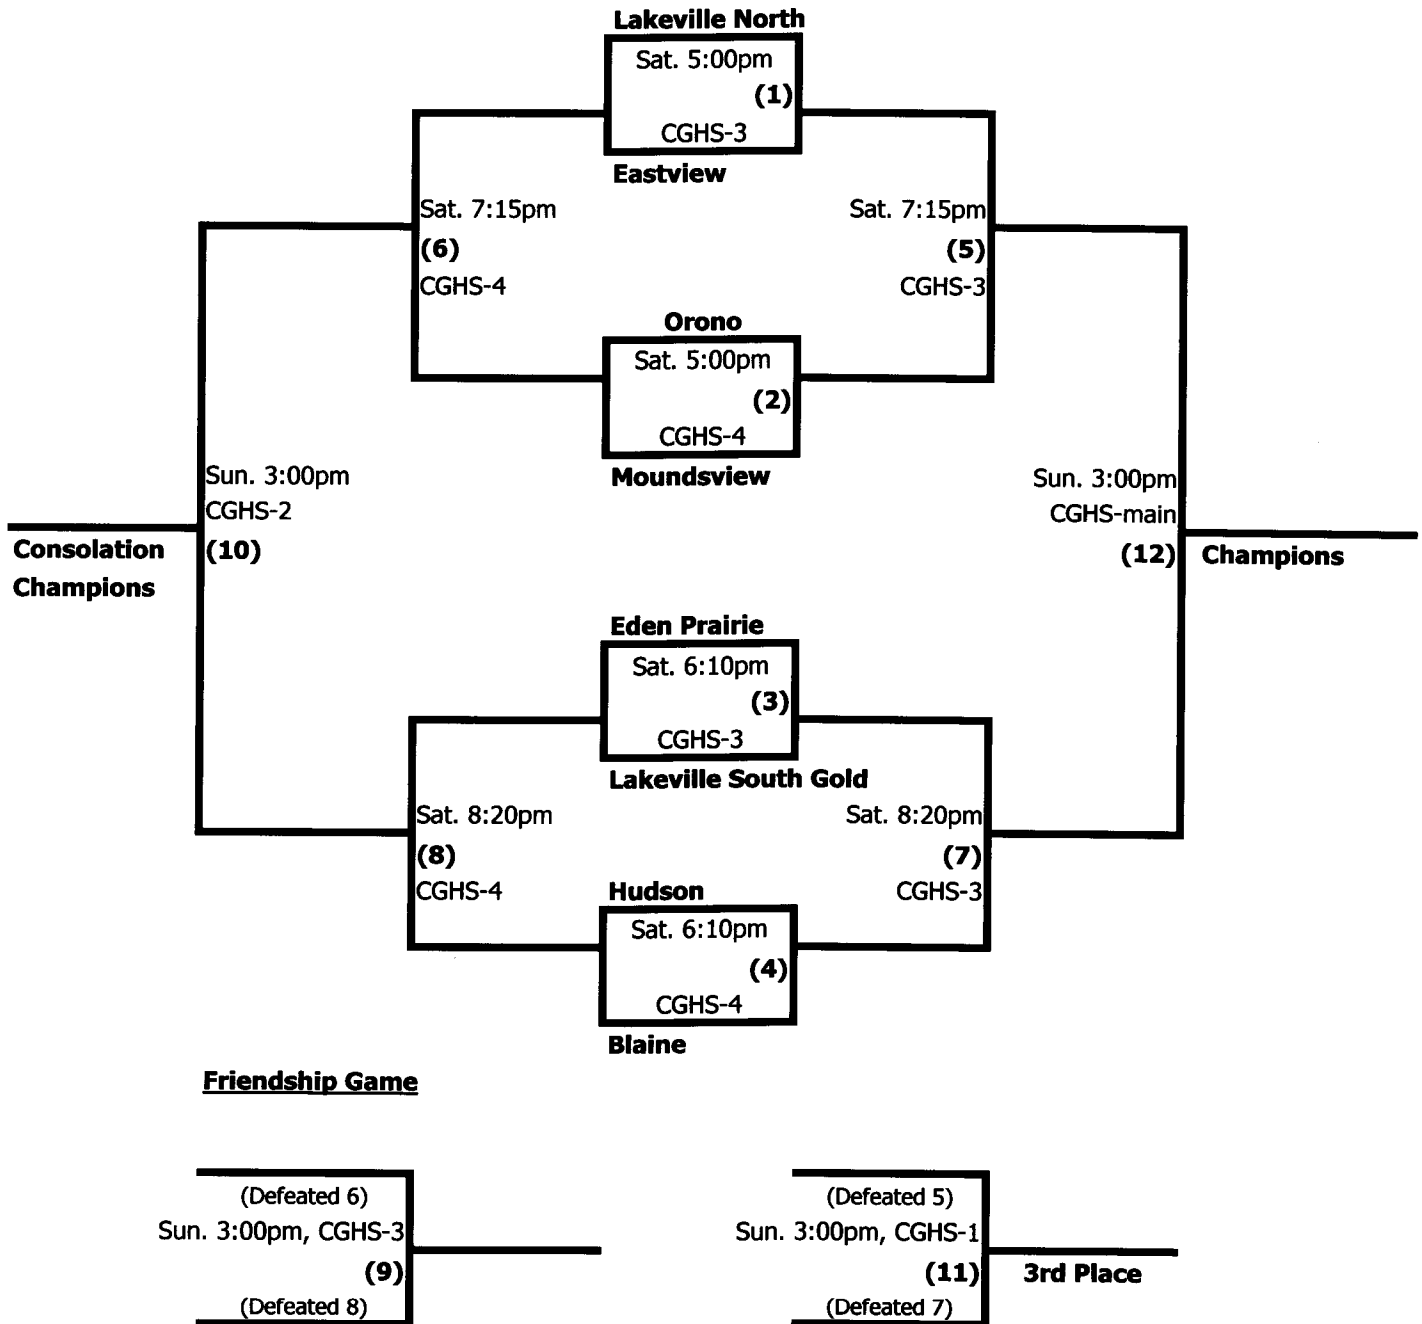 Lakeville North
Sat. 5:00pm
(1)
CGHS-3
Eastview
Sat. 7:15pm
(6)
CGHS-4
Sat. 7:15pm
(5)
CGHS-3
Orono
Sat. 5:00pm
(2)
CGHS-4
Moundsview
Sun. 3:00pm
CGHS-2
(10)
Consolation
Champions
Sun. 3:00pm
CGHS-main
(12)
Champions
Eden Prairie
Sat. 6:10pm
(3)
CGHS-3
Lakeville South Gold
Sat. 8:20pm
(8)
CGHS-4
Sat. 8:20pm
(7)
CGHS-3
Hudson
Sat. 6:10pm
(4)
CGHS-4
Blaine
Friendship Game
(Defeated 6)
Sun. 3:00pm, CGHS-3
(9)
(Defeated 8)
(Defeated 5)
Sun. 3:00pm, CGHS-1
(11)
3rd Place
(Defeated 7)